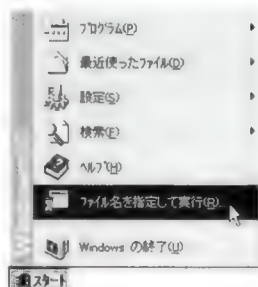 ﾌﾟﾛｸﾞﾗﾑ(P)
最近使ったﾌｧｲﾙ(D)
設定(S)
検索(F)
ﾍﾙﾌﾟ(H)
ﾌｧｲﾙ名を指定して実行(R)...
Windows の終了(U)
スタート